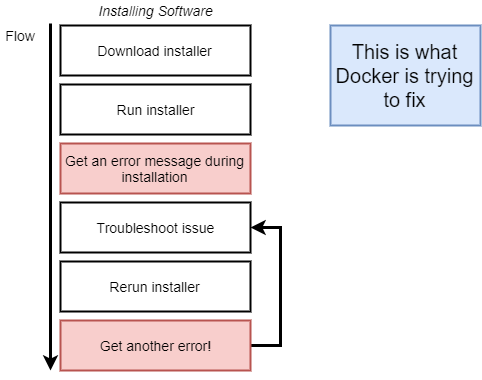 Installing Software
Flow
Download installer
Run installer
Get an error message during
installation
Troubleshoot issue
Rerun installer
Get another error!
This is what
Docker is trying
to fix